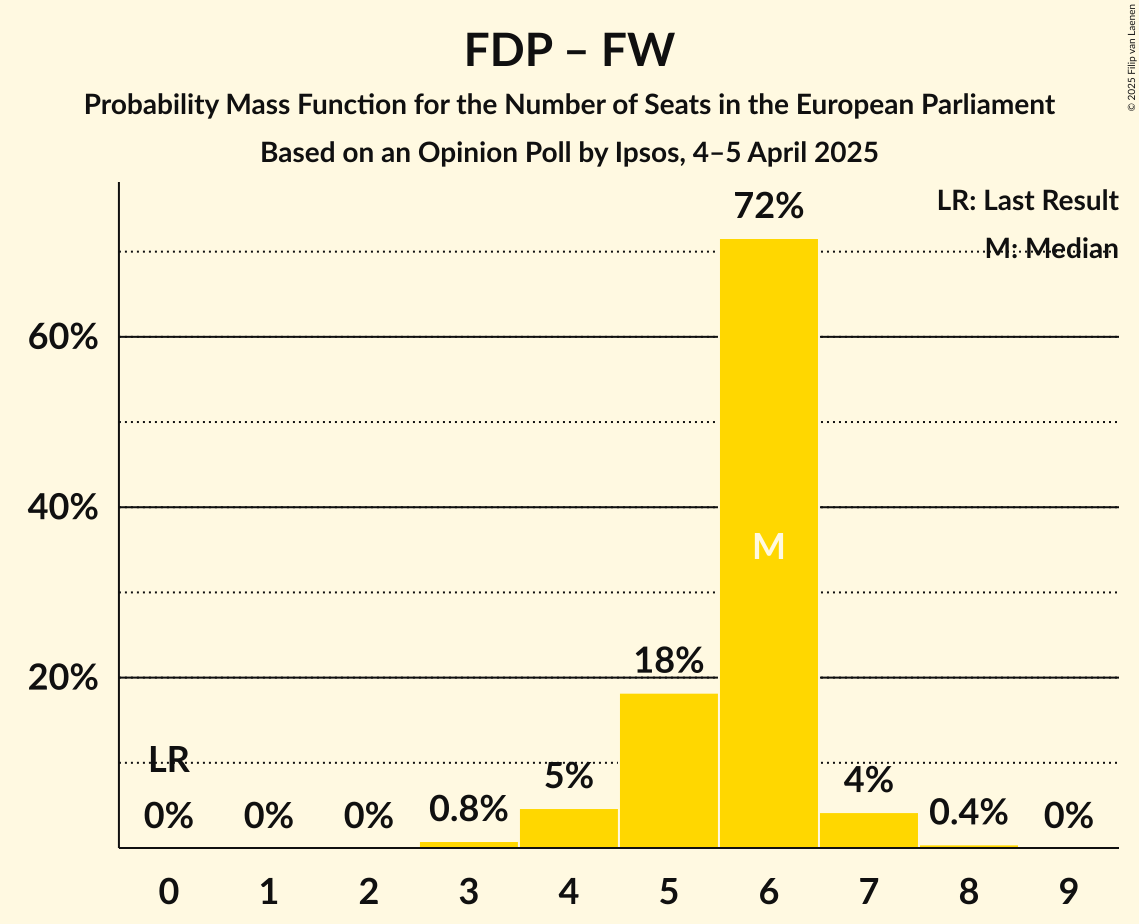 FDP – FW
Probability Mass Function for the Number of Seats in the European Parliament
Based on an Opinion Poll by Ipsos, 4–5 April 2025
© 2025 Filip van Laenen
LR: Last Result
M: Median
72%
60%
40%
M
20%
18%
LR
5%
4%
0%
0%
0%
0.8%
0.4%
0%
0 1 2 3 4 5 6 7 8 9